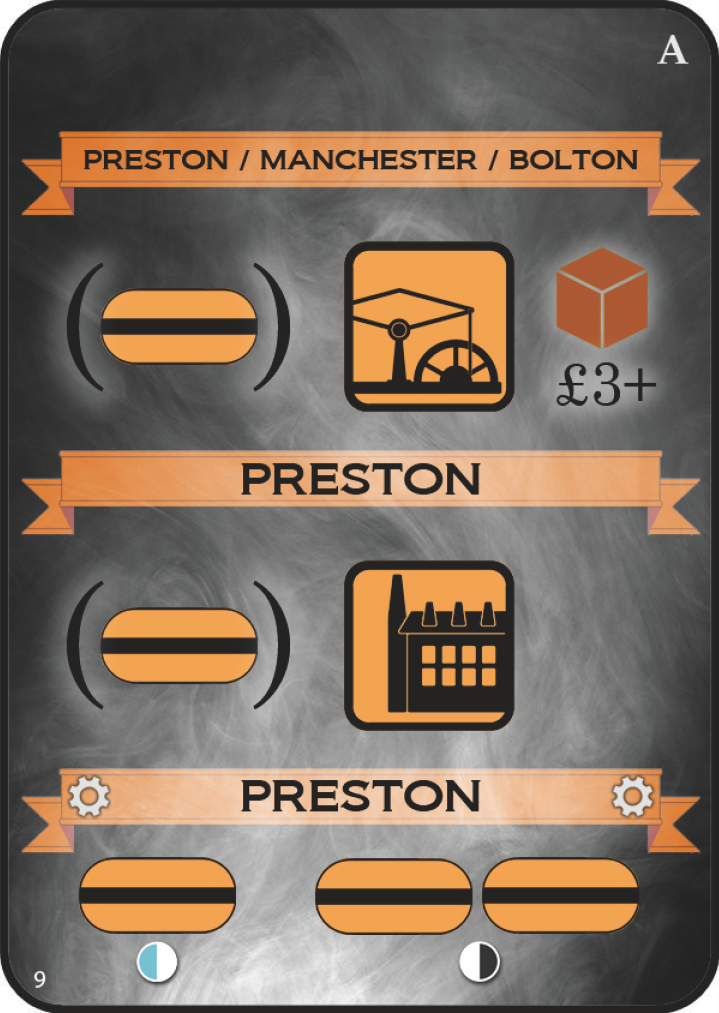 A
PRESTON / MANCHESTER / BOLTON
£3+
PRESTON
PRESTON
9